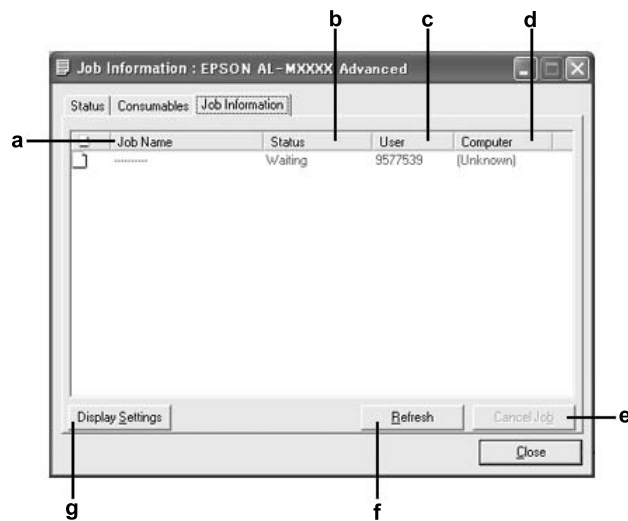 b c d
Job Information : EPSON AL-MXXXX Advanced
Status Consumables Job Information
a Job Name Status User Computer
---------- Waiting 9577539 (Unknown)
Display Settings Refresh Cancel Job e
Close
g f